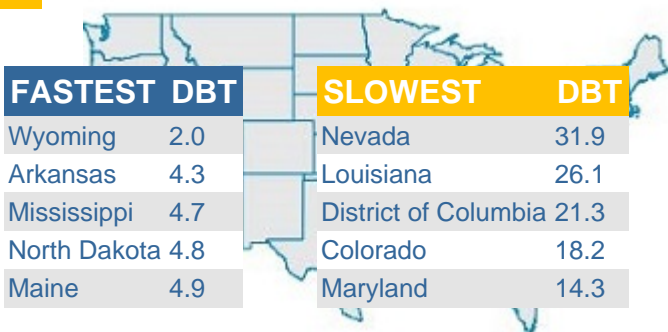 FASTEST DBT
Wyoming 2.0
Arkansas 4.3
Mississippi 4.7
North Dakota 4.8
Maine 4.9
SLOWEST DBT
Nevada 31.9
Louisiana 26.1
District of Columbia 21.3
Colorado 18.2
Maryland 14.3